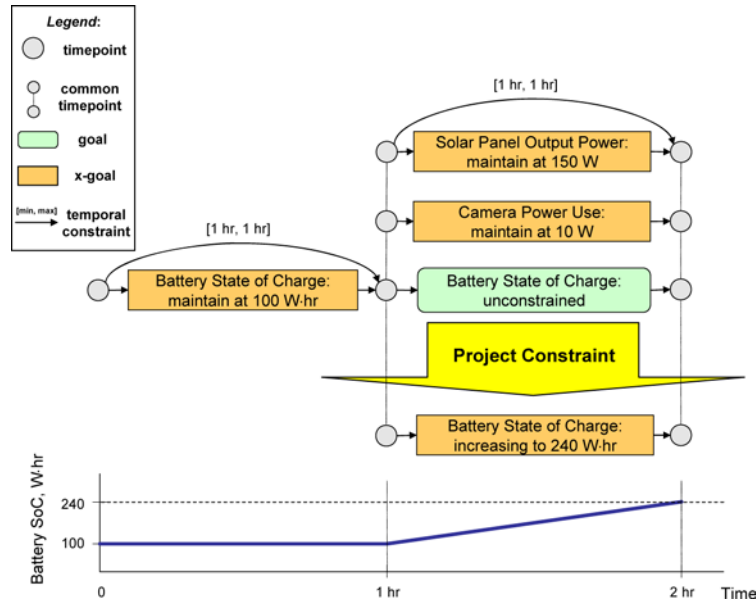 Legend:
timepoint
common
timepoint
goal
x-goal
[min, max]
temporal
constraint
[1 hr, 1 hr]
Solar Panel Output Power:
maintain at 150 W
Camera Power Use:
maintain at 10 W
[1 hr, 1 hr]
Battery State of Charge:
maintain at 100 W·hr
Battery State of Charge:
unconstrained
Project Constraint
Battery State of Charge:
increasing to 240 W·hr
Battery SoC, W·hr
240
100
0
1 hr
2 hr
Time